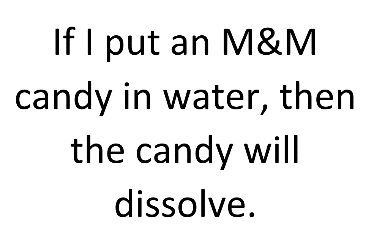 If I put an M&M
candy in water, then
the candy will
dissolve.